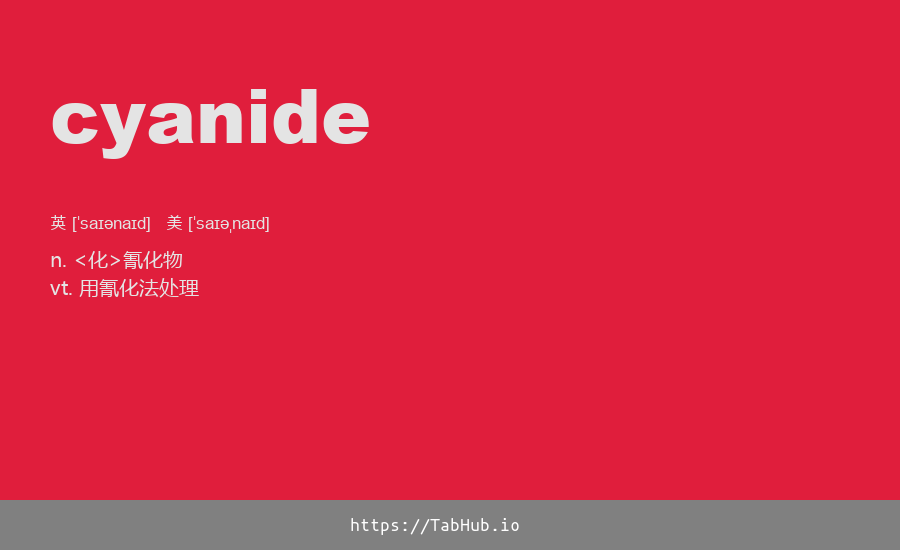 cyanide
英 [ˈsaɪənaɪd] 美 [ˈsaɪəˌnaɪd]
n. <化>氰化物
vt. 用氰化法处理
https://TabHub.io